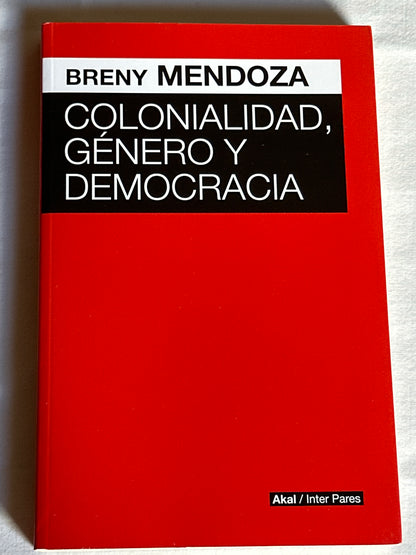 BRENY MENDOZA
COLONIALIDAD,
GÉNERO Y
DEMOCRACIA
Akal / Inter Pares